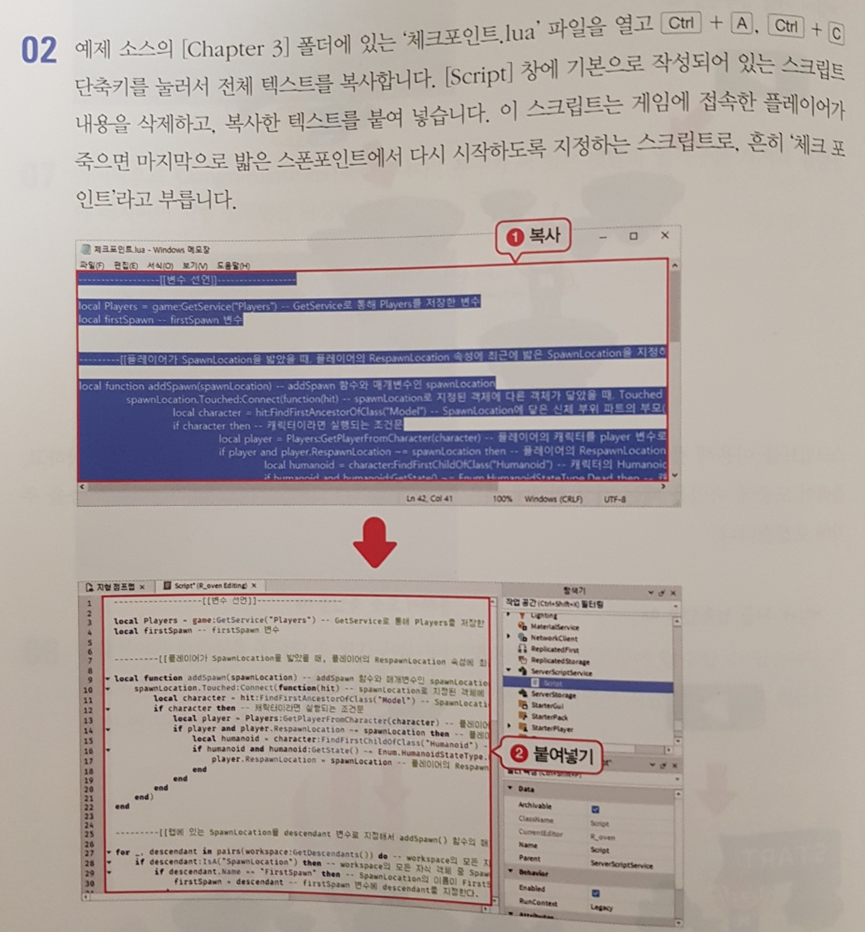 02 예제 소스의 [Chapter 3] 폴더에 있는 '체크포인트.lua' 파일을 열고 Ctrl + A, Ctrl + C
단축키를 눌러서 전체 텍스트를 복사합니다. [Script] 창에 기본으로 작성되어 있는 스크립트
내용을 삭제하고, 복사한 텍스트를 붙여 넣습니다. 이 스크립트는 게임에 접속한 플레이어가
죽으면 마지막으로 밟은 스폰포인트에서 다시 시작하도록 지정하는 스크립트로, 흔히 '체크 포
인트'라고 부릅니다.
체크포인트.lua - Windows 메모장
1 복사
파일(F) 편집(E) 서식(O) 보기(V) 도움말(H)
------------------[[변수 선언]]------------------
local Players = game:GetService("Players") -- GetService로 통해 Players를 저장한 변수
local firstSpawn -- firstSpawn 변수
---------[[플레이어가 SpawnLocation을 밟았을 때, 플레이어의 RespawnLocation 속성에 최근에 밟은 SpawnLocation을 지정하
local function addSpawn(spawnLocation) -- addSpawn 함수와 매개변수인 spawnLocation
spawnLocation.Touched:Connect(function(hit) -- spawnLocation로 지정된 객체에 다른 객체가 닿았을 때, Touched
local character = hit:FindFirstAncestorOfClass("Model") -- SpawnLocation에 닿은 신체 부위 파트의 부모(
if character then -- 캐릭터이라면 실행되는 조건문
local player = Players:GetPlayerFromCharacter(character) -- 플레이어의 캐릭터를 player 변수로
if player and player.RespawnLocation ~= spawnLocation then -- 플레이어의 RespawnLocation
local humanoid = character:FindFirstChildOfClass("Humanoid") -- 캐릭터의 Humanoid
if humanoid and humanoid:GetState() ~= Enum.HumanoidStateType.Dead then --
Ln 42, Col 41 100% Windows (CRLF) UTF-8
지형 점프맵 × Script* (R_oven Editing) ×
1 ------------------[[변수 선언]]------------------
2
3 local Players = game:GetService("Players") -- GetService로 통해 Players를 저장한
4 local firstSpawn -- firstSpawn 변수
5
6
7 ---------[[플레이어가 SpawnLocation을 밟았을 때, 플레이어의 RespawnLocation 속성에 최
8
9 local function addSpawn(spawnLocation) -- addSpawn 함수와 매개변수인 spawnLocation
10 spawnLocation.Touched:Connect(function(hit) -- spawnLocation로 지정된 객체에
11 local character = hit:FindFirstAncestorOfClass("Model") -- SpawnLocati
12 if character then -- 캐릭터이라면 실행되는 조건문
13 local player = Players:GetPlayerFromCharacter(character) -- 플레이어
14 if player and player.RespawnLocation ~= spawnLocation then -- 플레이
15 local humanoid = character:FindFirstChildOfClass("Humanoid") -
16 if humanoid and humanoid:GetState() ~= Enum.HumanoidStateType.
17 player.RespawnLocation = spawnLocation -- 플레이어의 Respawn
18 end
19 end
20 end
21 end)
22 end
23
24
25 ---------[[탭에 있는 SpawnLocation을 descendant 변수로 지정해서 addSpawn() 함수의 매
26
27 for _, descendant in pairs(workspace:GetDescendants()) do -- workspace의 모든 자
28 if descendant:IsA("SpawnLocation") then -- workspace의 모든 자식 객체 중 Spaw
29 if descendant.Name == "FirstSpawn" then -- SpawnLocation의 이름이 FirstS
30 firstSpawn = descendant -- firstSpawn 변수에 descendant를 지정한다.
2 붙여넣기
탐색기
작업 공간 (Ctrl+Shift+X) 필터링
Lighting
MaterialService
NetworkClient
ReplicatedFirst
ReplicatedStorage
ServerScriptService
Script
ServerStorage
StarterGui
StarterPack
StarterPlayer
Data
Archivable
ClassName Script
CurrentEditor R_oven
Name Script
Parent ServerScriptService
Behavior
Enabled
RunContext Legacy
Attributes